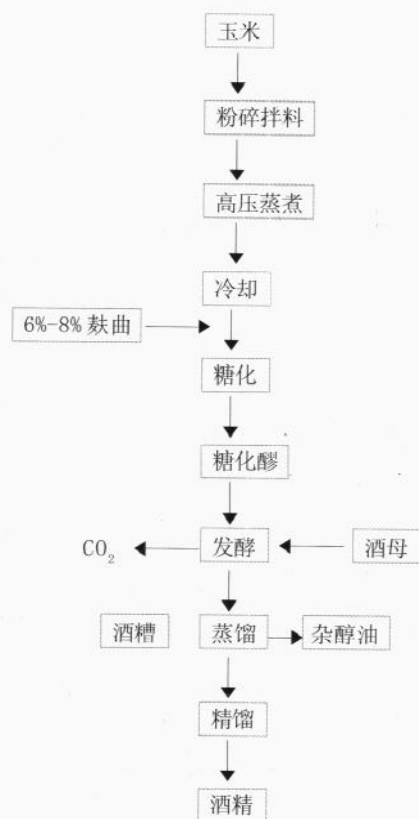 玉米
粉碎拌料
高压蒸煮
冷却
6%-8%麸曲
糖化
糖化醪
CO₂
发酵
酒母
酒糟
蒸馏
杂醇油
精馏
酒精